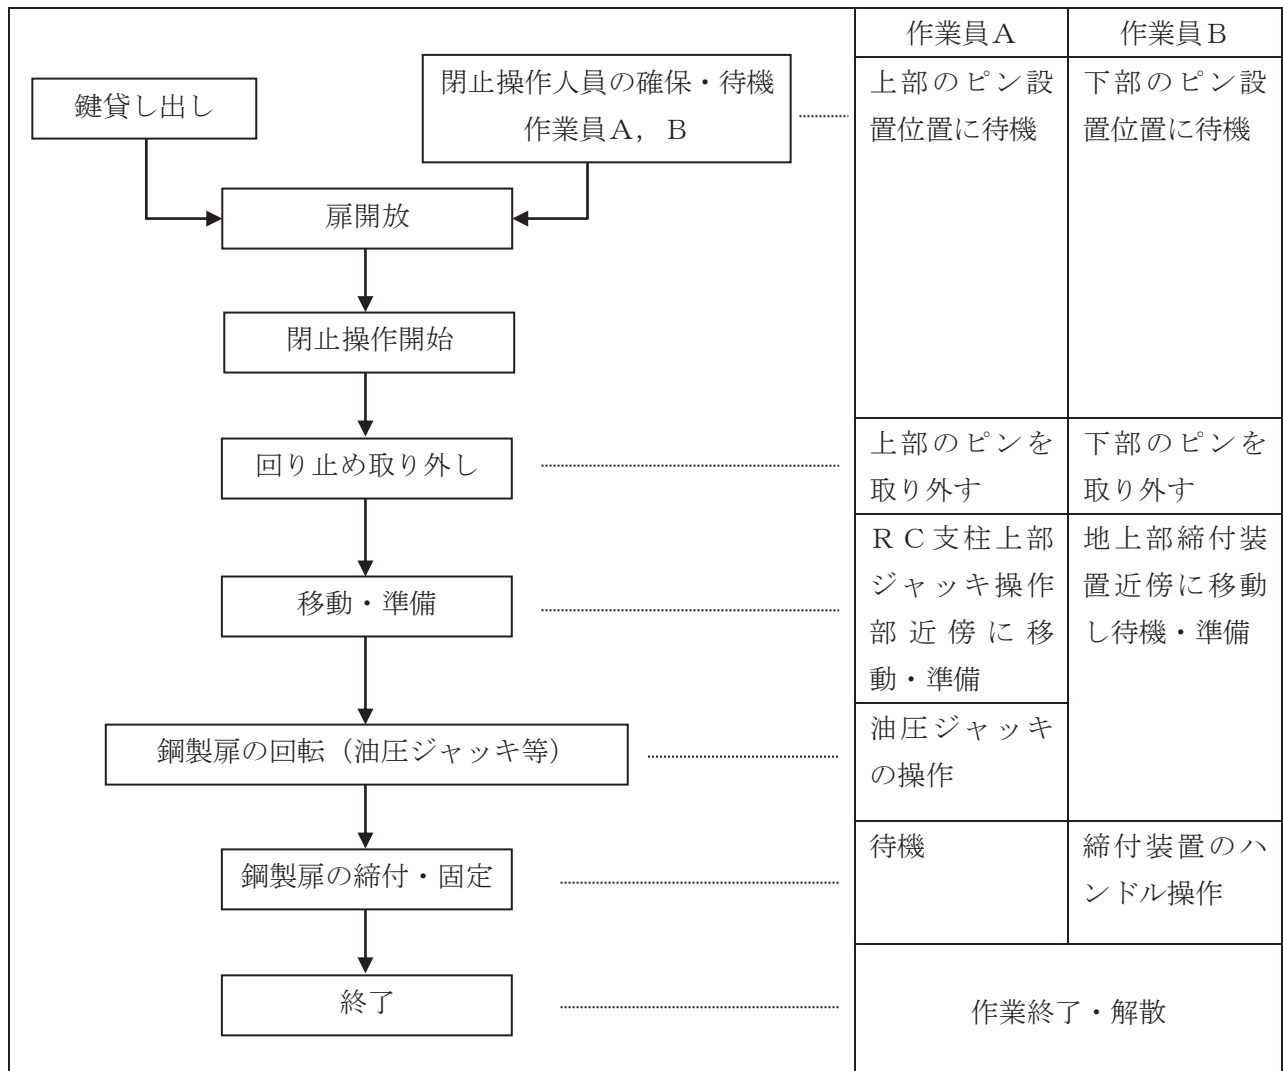 作業員A
作業員B
鍵貸し出し
閉止操作人員の確保・待機
作業員A，B
上部のピン設
置位置に待機
下部のピン設
置位置に待機
扉開放
閉止操作開始
回り止め取り外し
上部のピンを
取り外す
下部のピンを
取り外す
移動・準備
ＲＣ支柱上部
ジャッキ操作
部近傍に移
動・準備
地上部締付装
置近傍に移動
し待機・準備
鋼製扉の回転（油圧ジャッキ等）
油圧ジャッキ
の操作
鋼製扉の締付・固定
待機
締付装置のハ
ンドル操作
終了
作業終了・解散